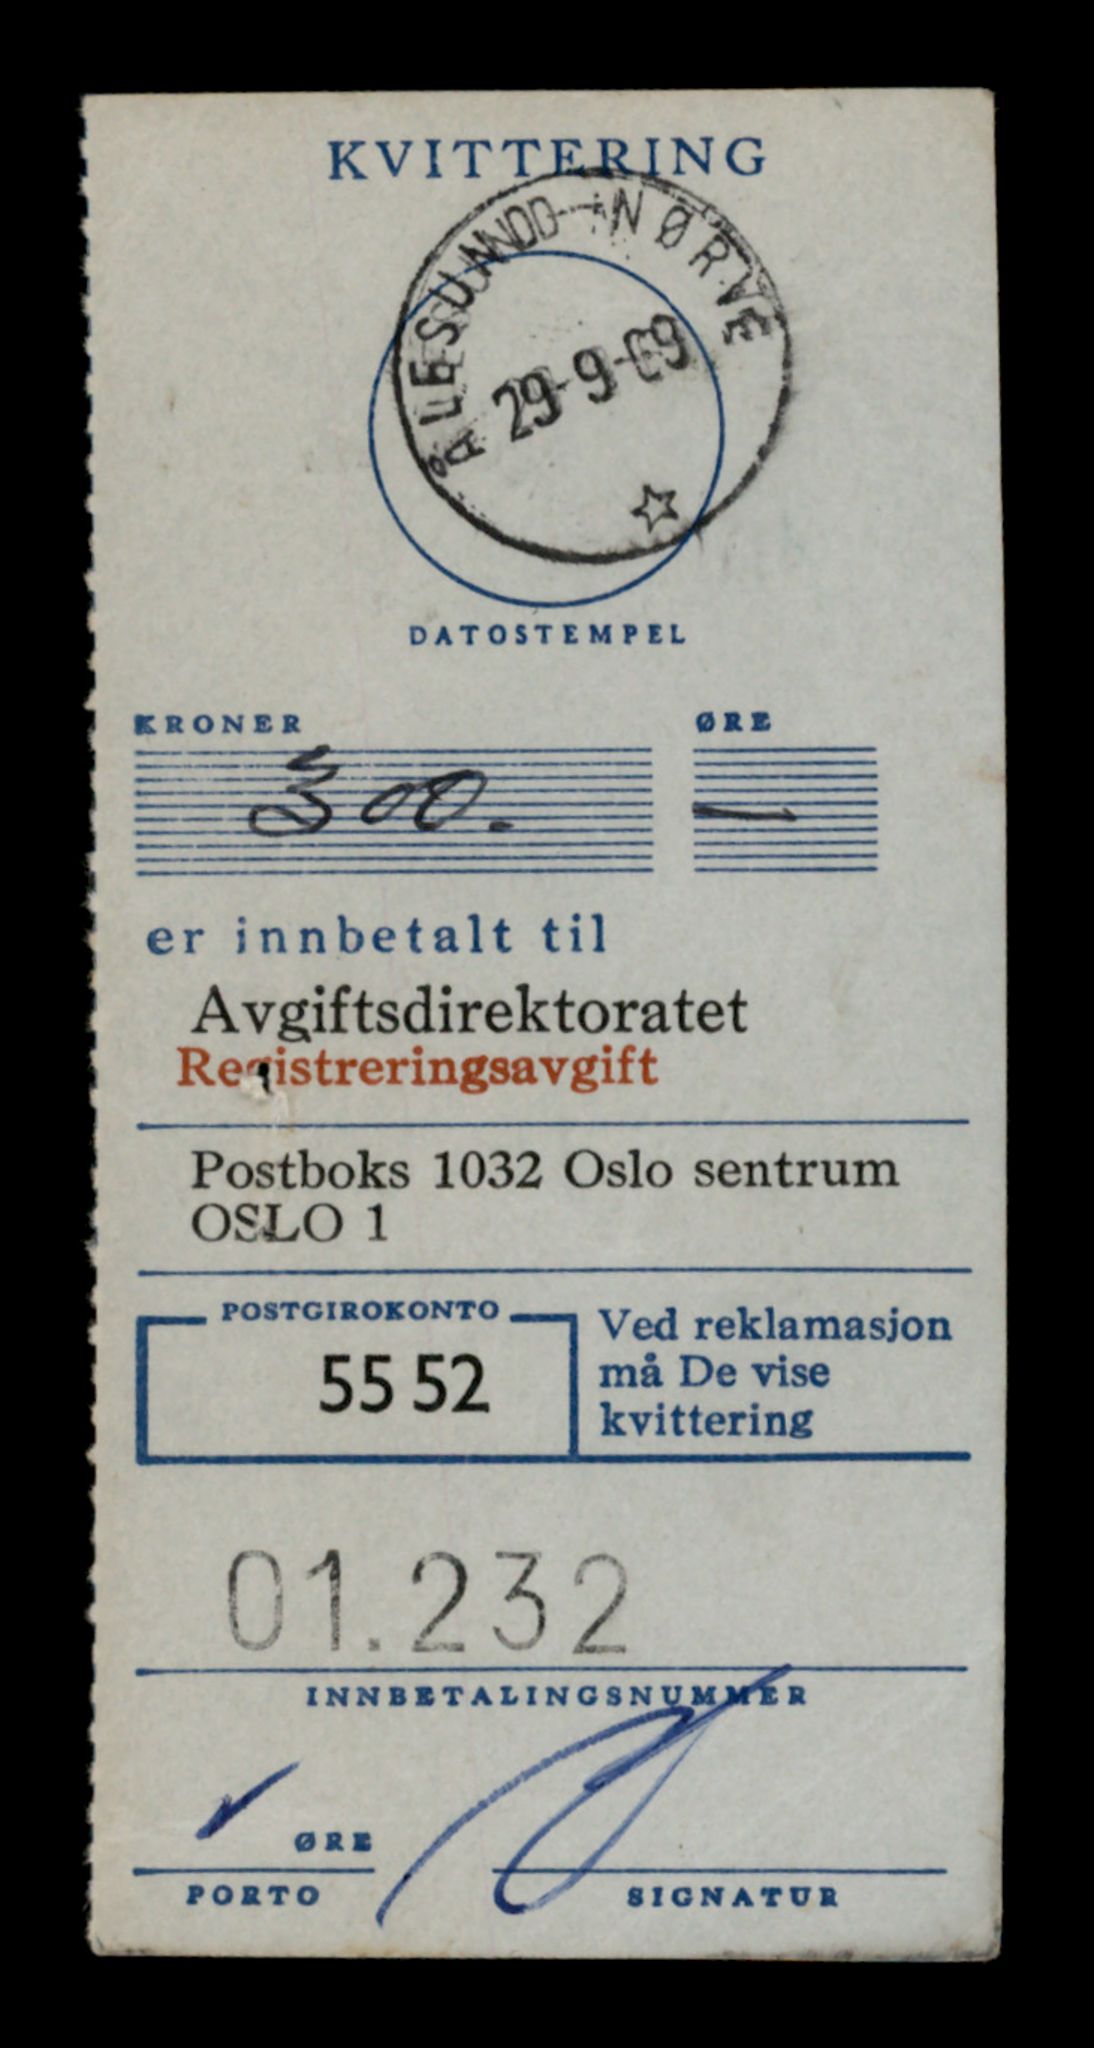 KVITTERING
ÅLESUND - NØRVE
29-9-69
DATOSTEMPEL
KRONER ØRE
300. —
er innbetalt til
Avgiftsdirektoratet
Registreringsavgift
Postboks 1032 Oslo sentrum
OSLO 1
POSTGIROKONTO
55 52
Ved reklamasjon
må De vise
kvittering
01.232
INNBETALINGSNUMMER
ØRE
PORTO SIGNATUR